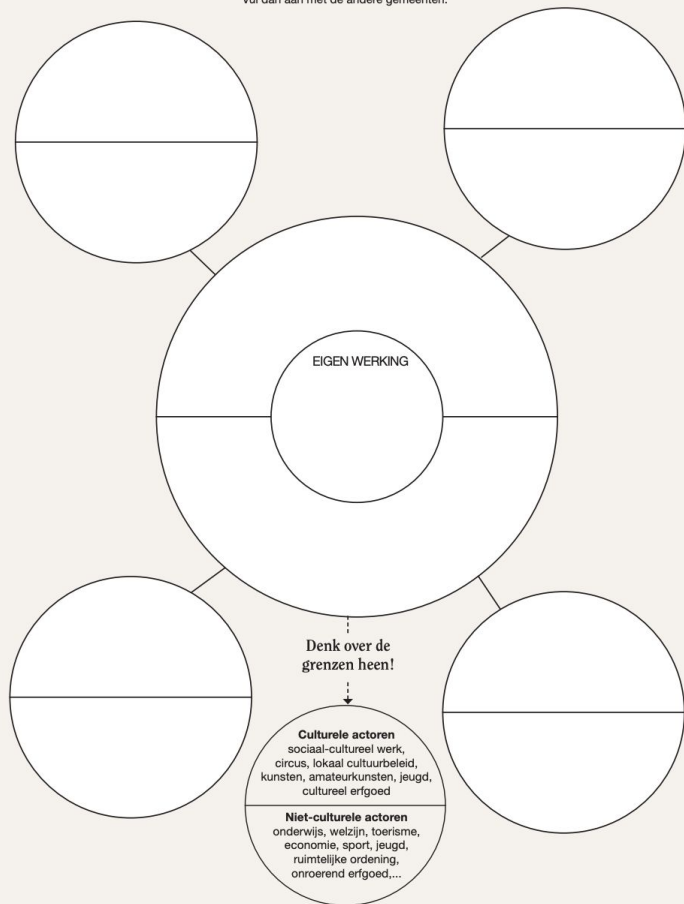 Vul dan aan met de andere gemeenten.
EIGEN WERKING
Denk over de
grenzen heen!
Culturele actoren
sociaal-cultureel werk,
circus, lokaal cultuurbeleid,
kunsten, amateurkunsten, jeugd,
cultureel erfgoed
Niet-culturele actoren
onderwijs, welzijn, toerisme,
economie, sport, jeugd,
ruimtelijke ordening,
onroerend erfgoed,...